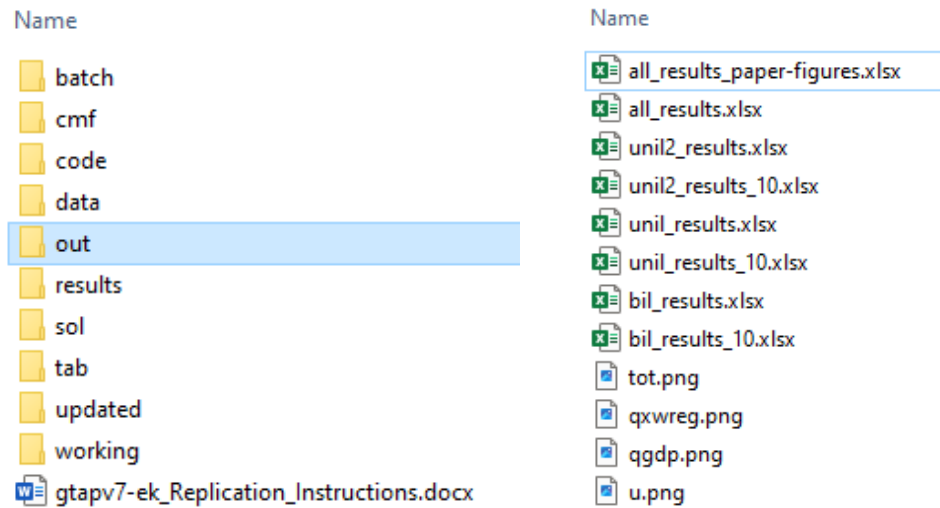 Name
batch
cmf
code
data
out
results
sol
tab
updated
working
gtapv7-ek_Replication_Instructions.docx
Name
all_results_paper-figures.xlsx
all_results.xlsx
unil2_results.xlsx
unil2_results_10.xlsx
unil_results.xlsx
unil_results_10.xlsx
bil_results.xlsx
bil_results_10.xlsx
tot.png
qxwreg.png
qgdp.png
u.png